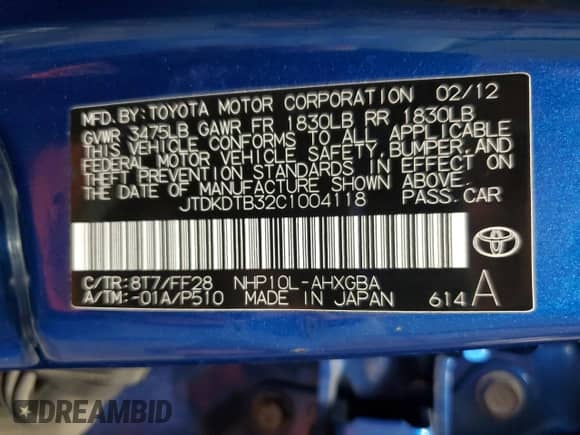 MFD. BY: TOYOTA MOTOR CORPORATION 02/12
GVWR 3475LB GAWR FR 1830LB RR 1830LB
THIS VEHICLE CONFORMS TO ALL APPLICABLE
FEDERAL MOTOR VEHICLE SAFETY, BUMPER, AND
THEFT PREVENTION STANDARDS IN EFFECT ON
THE DATE OF MANUFACTURE SHOWN ABOVE.
JTDKDTB32C1004118 PASS. CAR
C/TR: 8T7/FF28 NHP10L-AHXGBA
A/TM: -01A/P510 MADE IN JAPAN 614 A
DREAMBID